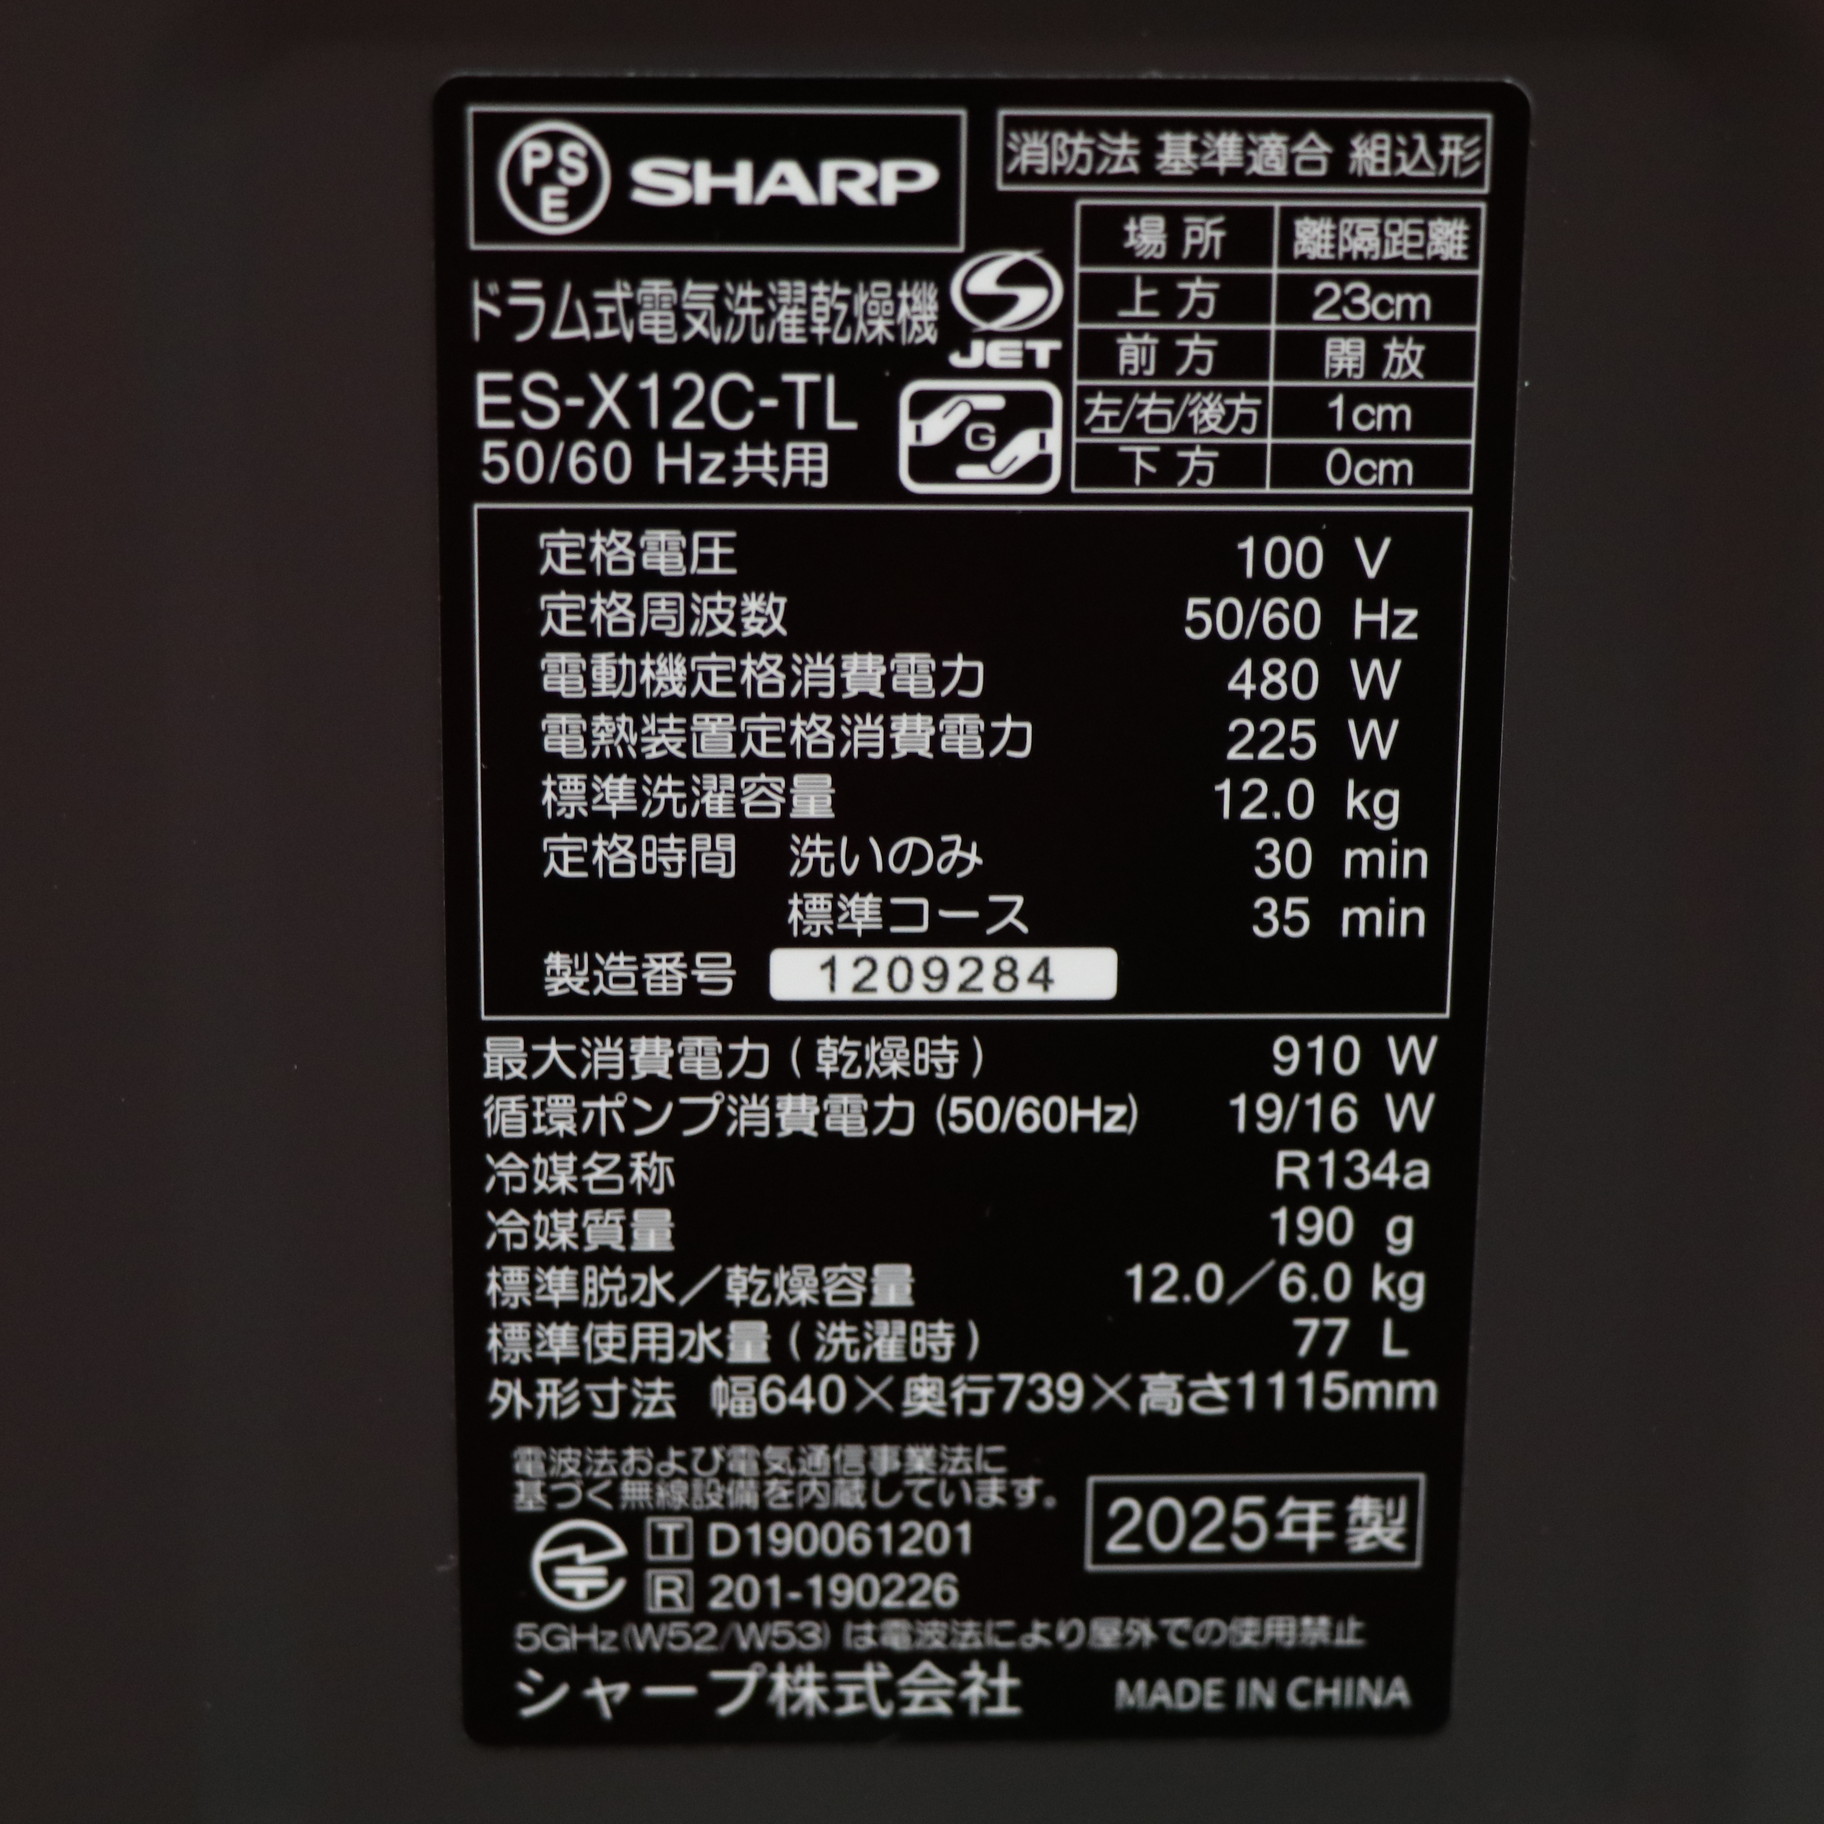 PSE SHARP
消防法 基準適合 組込形
場所 離隔距離
上方 23cm
前方 開放
左/右/後方 1cm
下方 0cm
ドラム式電気洗濯乾燥機
S JET
ES-X12C-TL
G
50/60 Hz共用
定格電圧 100 V
定格周波数 50/60 Hz
電動機定格消費電力 480 W
電熱装置定格消費電力 225 W
標準洗濯容量 12.0 kg
定格時間 洗いのみ 30 min
標準コース 35 min
製造番号 1209284
最大消費電力(乾燥時) 910 W
循環ポンプ消費電力(50/60Hz) 19/16 W
冷媒名称 R134a
冷媒質量 190 g
標準脱水/乾燥容量 12.0/6.0 kg
標準使用水量(洗濯時) 77 L
外形寸法 幅640×奥行739×高さ1115mm
電波法および電気通信事業法に
基づく無線設備を内蔵しています。
T D190061201
R 201-190226
2025年製
5GHz(W52/W53)は電波法により屋外での使用禁止
シャープ株式会社 MADE IN CHINA